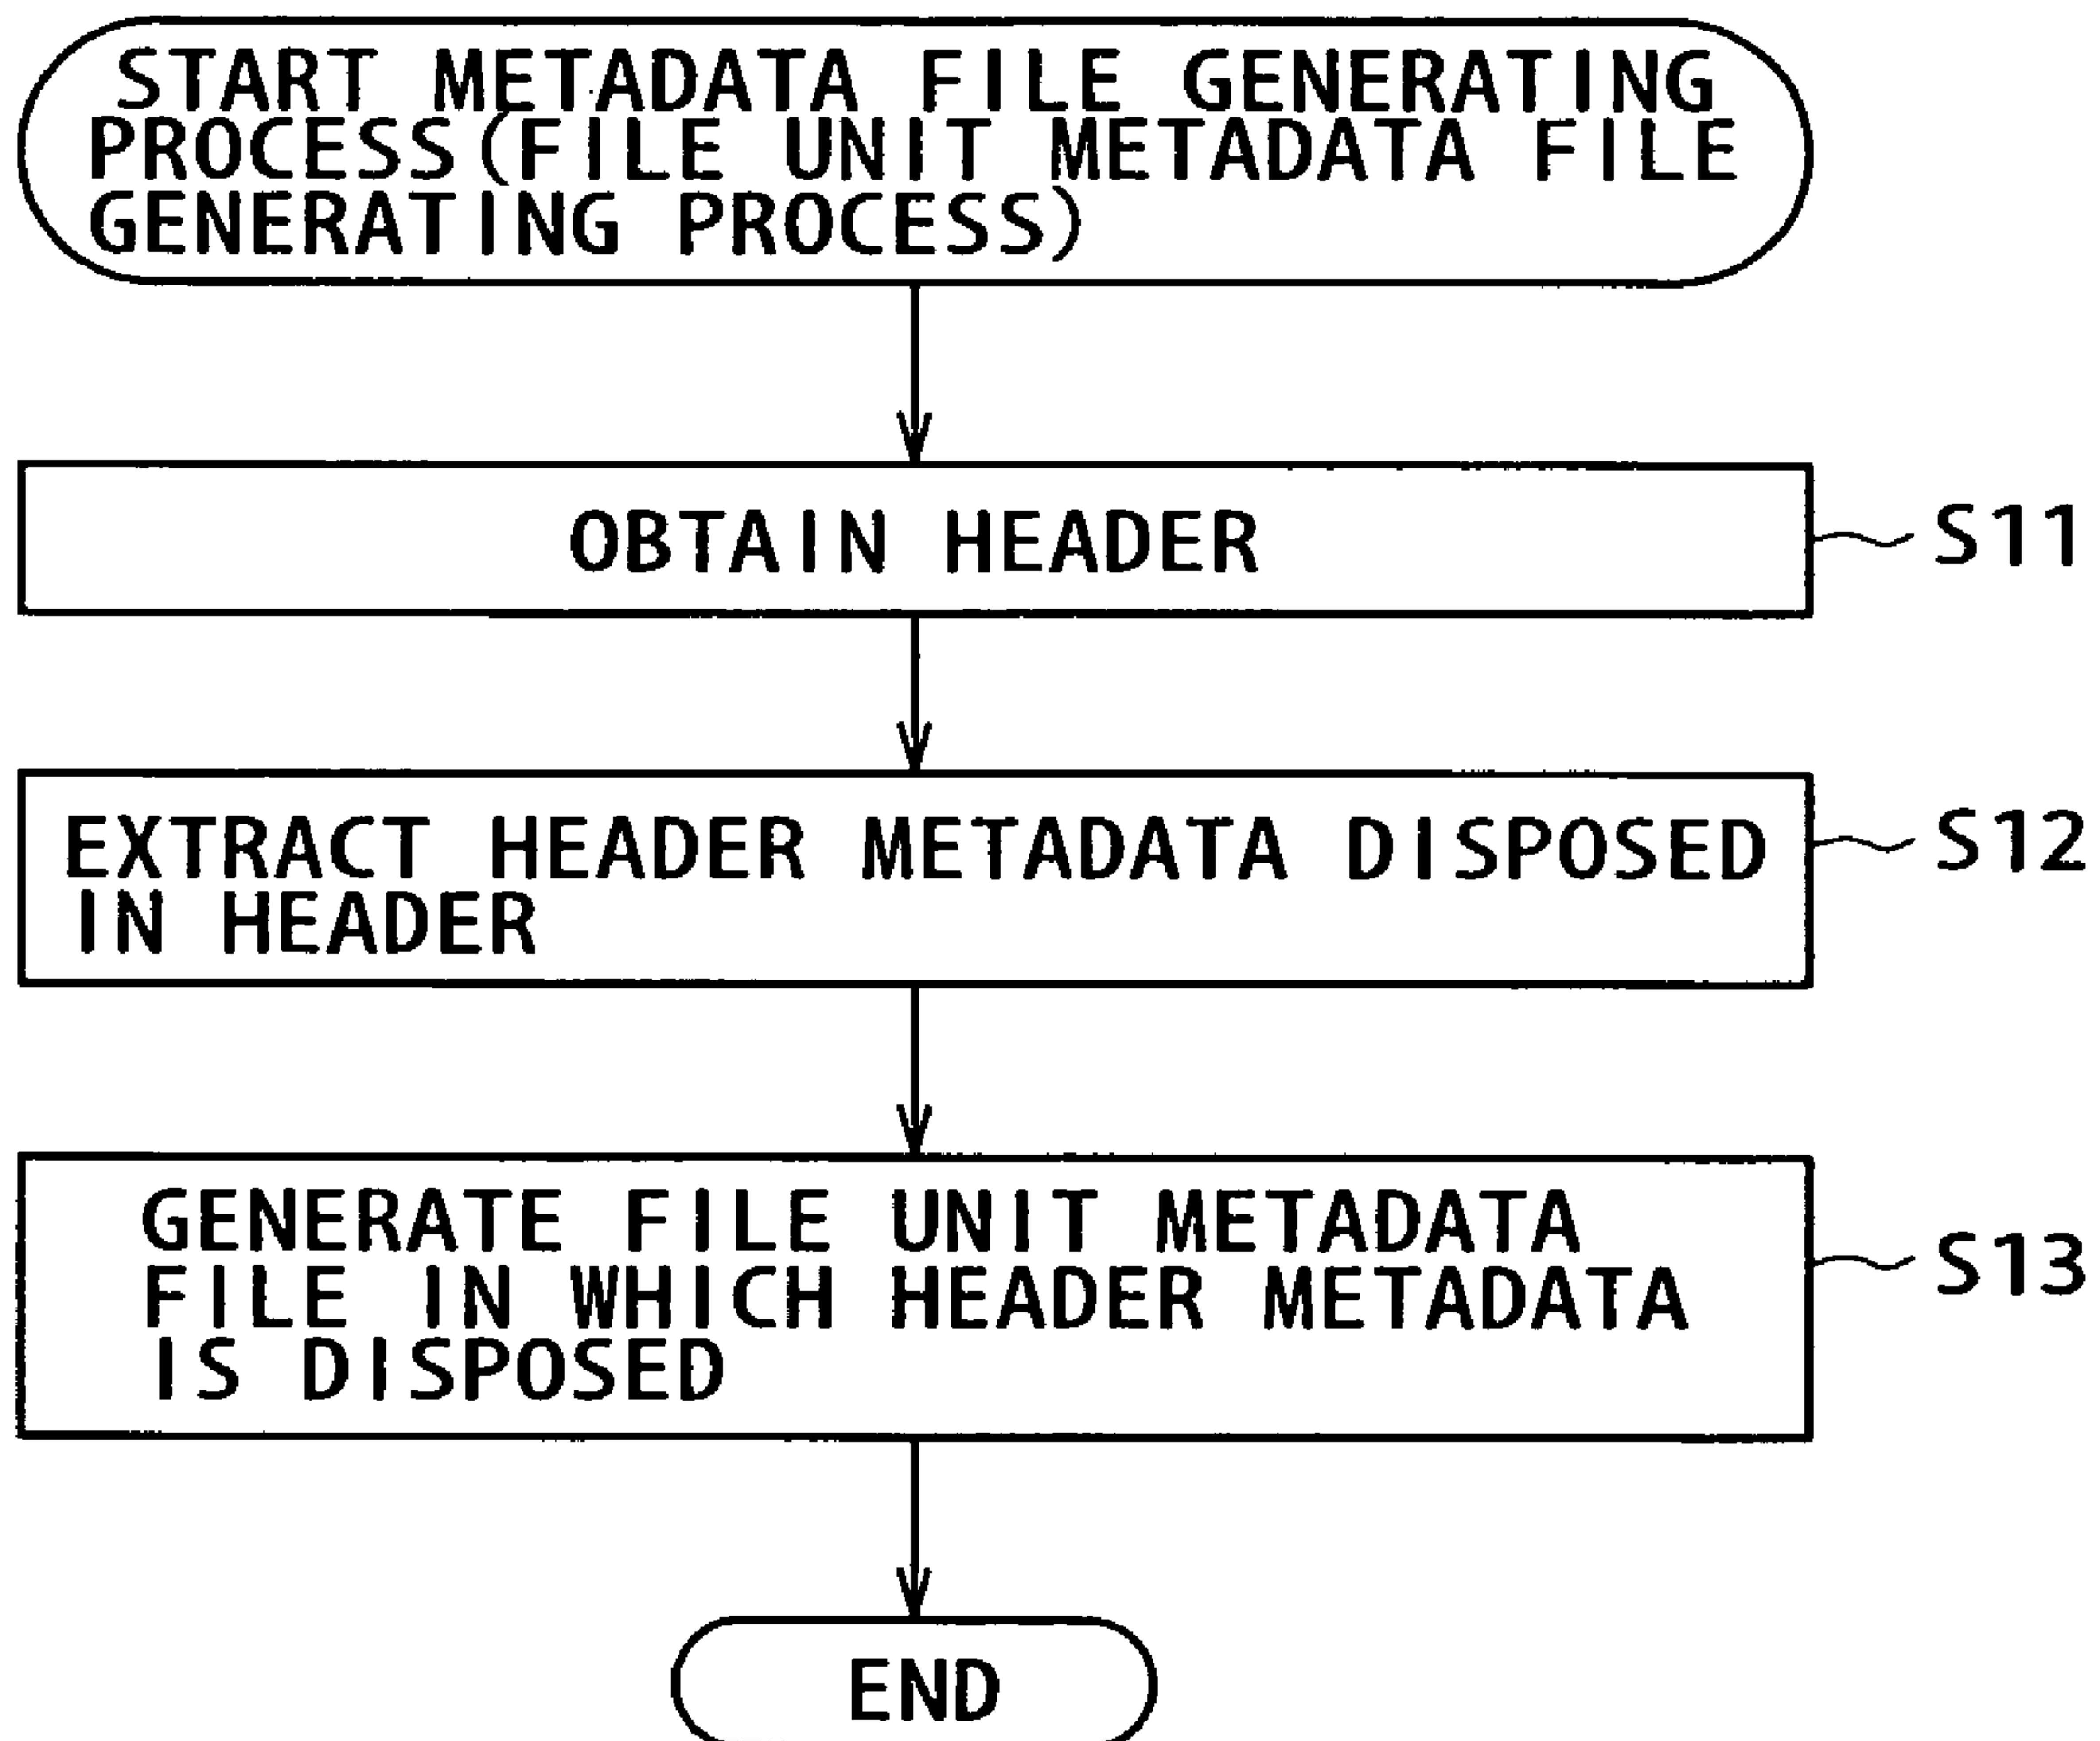 START METADATA FILE GENERATING
PROCESS(FILE UNIT METADATA FILE
GENERATING PROCESS)
OBTAIN HEADER
S11
EXTRACT HEADER METADATA DISPOSED
IN HEADER
S12
GENERATE FILE UNIT METADATA
FILE IN WHICH HEADER METADATA
IS DISPOSED
S13
END